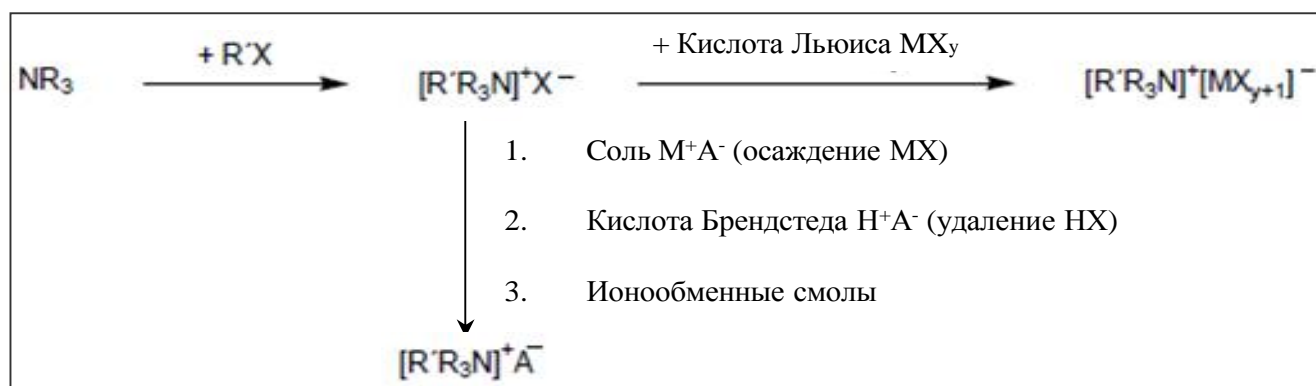 + R´X
+ Кислота Льюиса MXy
NR3
[R´R3N]+X–
[R´R3N]+[MXy+1]–
1. Соль M+A- (осаждение MX)
2. Кислота Брендстеда H+A- (удаление HX)
3. Ионообменные смолы
[R´R3N]+A–